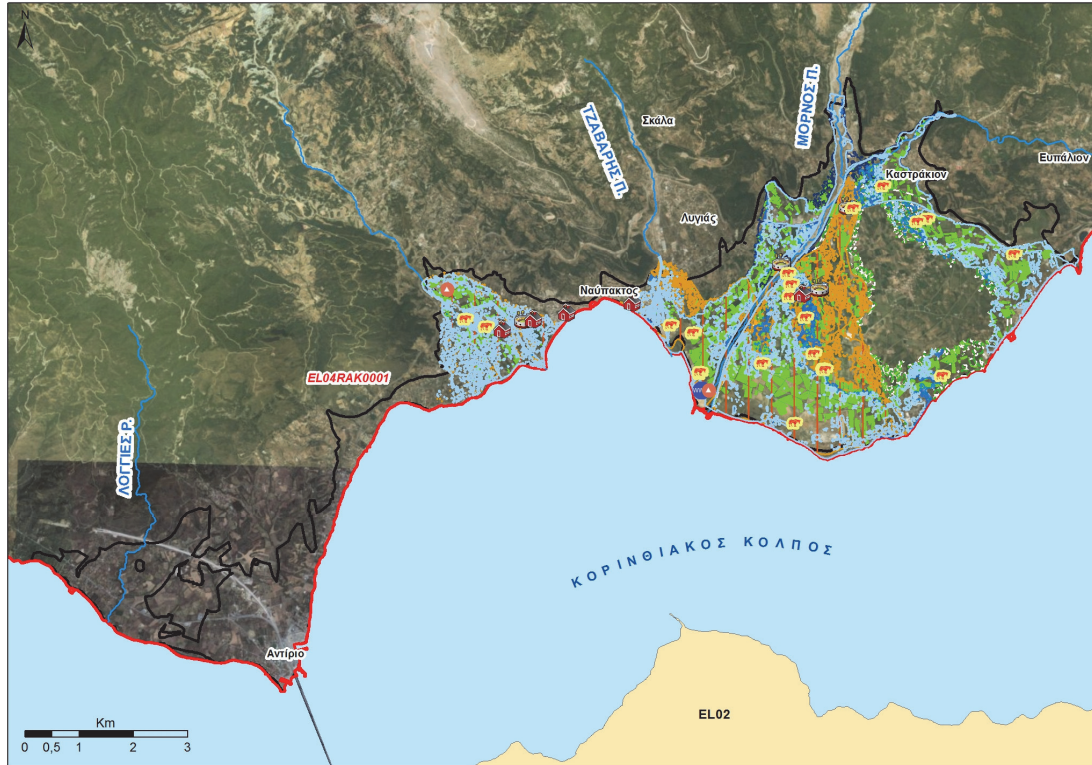 N
ΜΟΡΝΟΣ Π.
ΤΖΑΒΑΡΗΣ Π.
Σκάλα
Ευπάλιον
Καστράκιον
Λυγιάς
Ναύπακτος
EL04RAK0001
ΛΟΓΓΙΕΣ Ρ.
ΚΟΡΙΝΘΙΑΚΟΣ ΚΟΛΠΟΣ
Αντίριο
EL02
Km
0 0,5 1 2 3